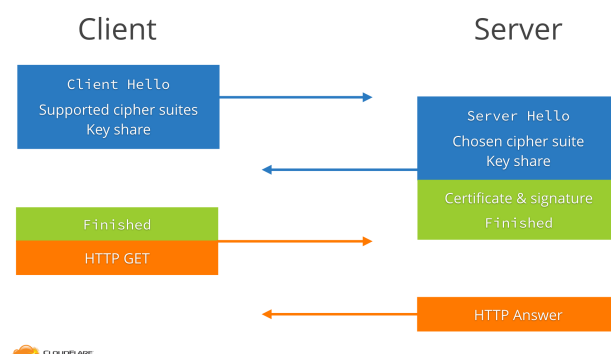 Client
Server
Client Hello
Supported cipher suites
Key share
Server Hello
Chosen cipher suite
Key share
Certificate & signature
Finished
Finished
HTTP GET
HTTP Answer
CLOUDFLARE